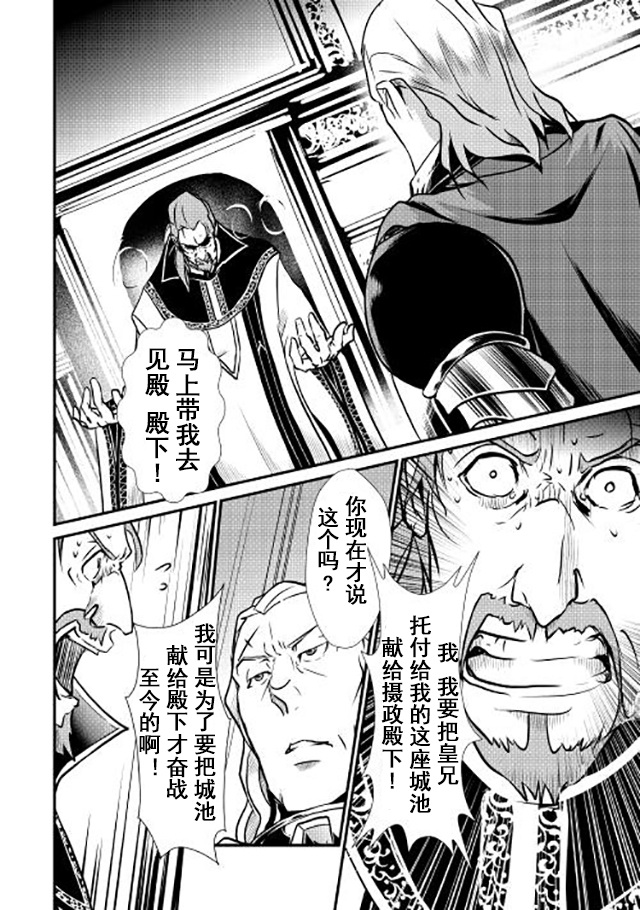 马上带我去
见殿 殿下！
我 我要把皇兄
托付给我的这座城池
献给摄政殿下！
你现在才说
这个吗？
我可是为了要把城池
献给殿下才奋战
至今的啊！